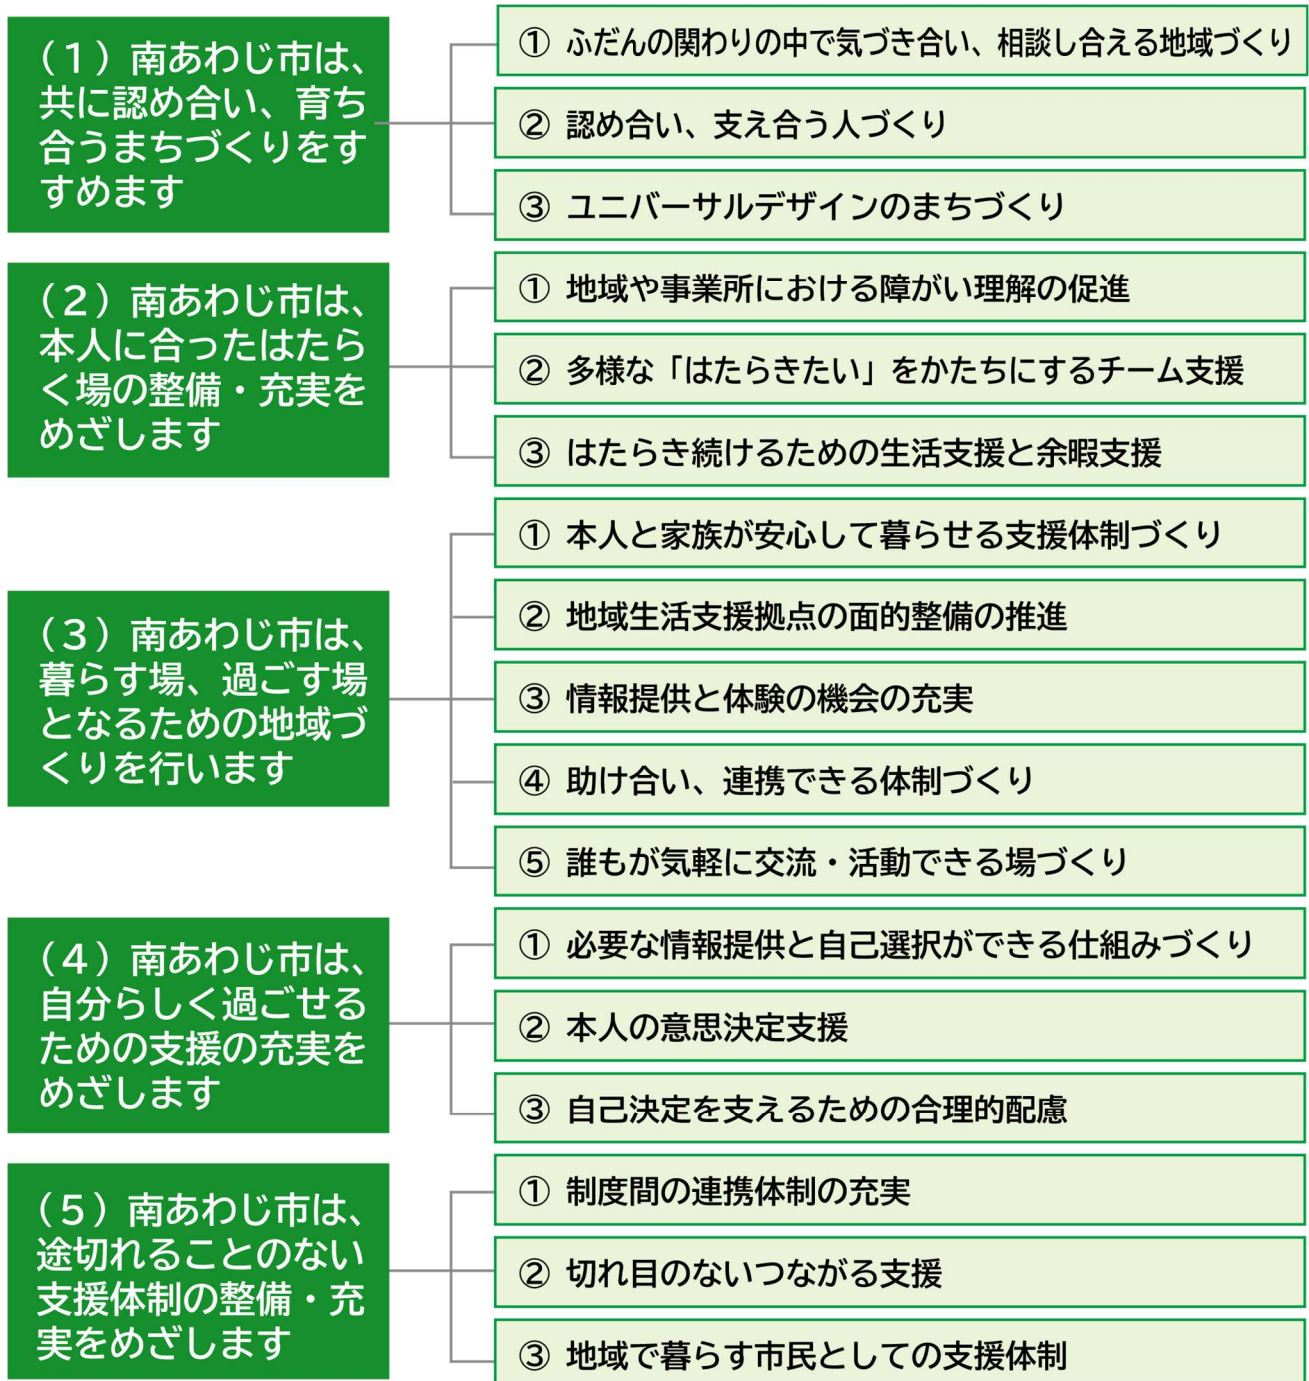 （1）南あわじ市は、
共に認め合い、育ち
合うまちづくりをす
すめます
① ふだんの関わりの中で気づき合い、相談し合える地域づくり
② 認め合い、支え合う人づくり
③ ユニバーサルデザインのまちづくり
（2）南あわじ市は、
本人に合ったはたら
く場の整備・充実を
めざします
① 地域や事業所における障がい理解の促進
② 多様な「はたらきたい」をかたちにするチーム支援
③ はたらき続けるための生活支援と余暇支援
（3）南あわじ市は、
暮らす場、過ごす場
となるための地域づ
くりを行います
① 本人と家族が安心して暮らせる支援体制づくり
② 地域生活支援拠点の面的整備の推進
③ 情報提供と体験の機会の充実
④ 助け合い、連携できる体制づくり
⑤ 誰もが気軽に交流・活動できる場づくり
（4）南あわじ市は、
自分らしく過ごせる
ための支援の充実を
めざします
① 必要な情報提供と自己選択ができる仕組みづくり
② 本人の意思決定支援
③ 自己決定を支えるための合理的配慮
（5）南あわじ市は、
途切れることのない
支援体制の整備・充
実をめざします
① 制度間の連携体制の充実
② 切れ目のないつながる支援
③ 地域で暮らす市民としての支援体制